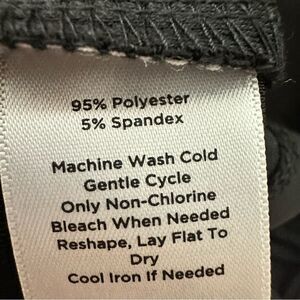 95% Polyester
5% Spandex
Machine Wash Cold
Gentle Cycle
Only Non-Chlorine
Bleach When Needed
Reshape, Lay Flat To
Dry
Cool Iron If Needed